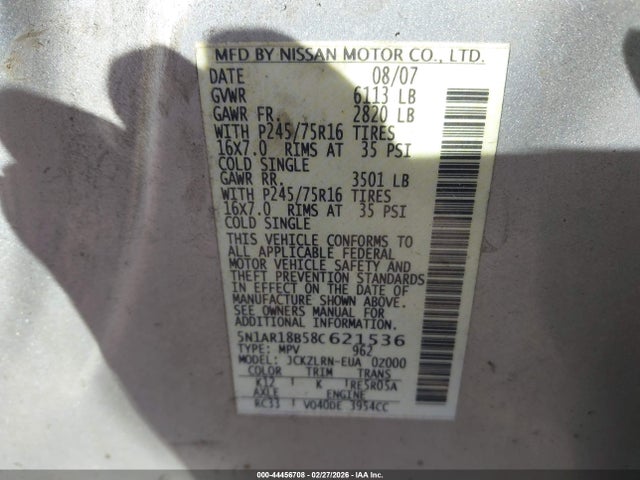 MFD BY NISSAN MOTOR CO., LTD.
DATE 08/07
GVWR 6113 LB
GAWR FR. 2820 LB
WITH P245/75R16 TIRES
16X7.0 RIMS AT 35 PSI
COLD SINGLE
GAWR RR. 3501 LB
WITH P245/75R16 TIRES
16X7.0 RIMS AT 35 PSI
COLD SINGLE
THIS VEHICLE CONFORMS TO
ALL APPLICABLE FEDERAL
MOTOR VEHICLE SAFETY AND
THEFT PREVENTION STANDARDS
IN EFFECT ON THE DATE OF
MANUFACTURE SHOWN ABOVE.
SEE OWNERS MANUAL FOR
ADDITIONAL INFORMATION.
5N1AR18B58C621536
TYPE: MPV 962
MODEL: JCKZLRN-EUA 0Z000
COLOR TRIM TRANS
K12 K RE5R05A
AXLE ENGINE
RC33 VQ40DE 3954CC
000-44456708 - 02/27/2026 - IAA Inc.